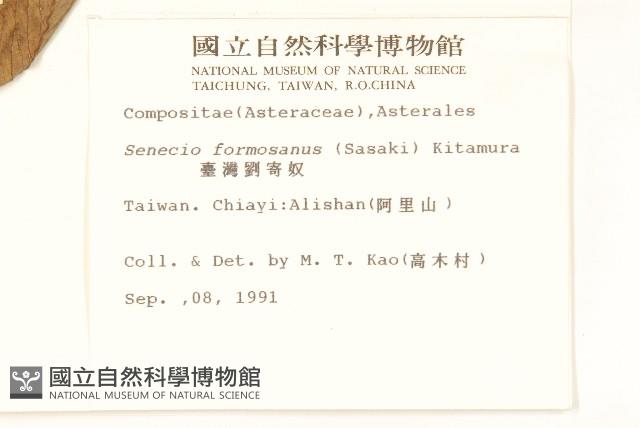 國立自然科學博物館
NATIONAL MUSEUM OF NATURAL SCIENCE
TAICHUNG, TAIWAN, R.O.CHINA
Compositae(Asteraceae),Asterales
Senecio formosanus (Sasaki) Kitamura
臺灣劉寄奴
Taiwan. Chiayi:Alishan(阿里山)
Coll. & Det. by M. T. Kao(高木村)
Sep. ,08, 1991
國立自然科學博物館
NATIONAL MUSEUM OF NATURAL SCIENCE